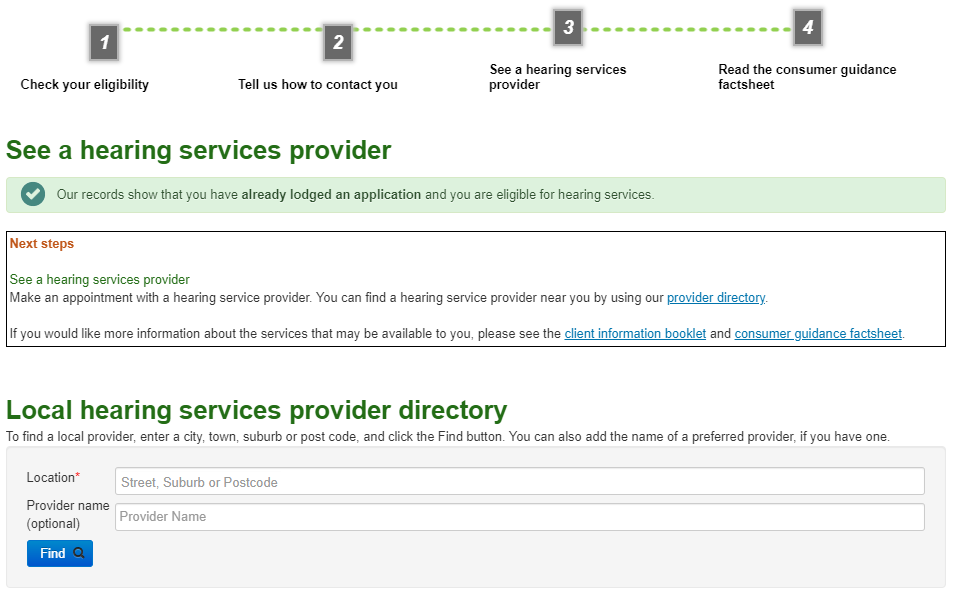 1
2
3
4
Check your eligibility
Tell us how to contact you
See a hearing services
provider
Read the consumer guidance
factsheet
See a hearing services provider
Our records show that you have already lodged an application and you are eligible for hearing services.
Next steps
See a hearing services provider
Make an appointment with a hearing service provider. You can find a hearing service provider near you by using our provider directory.
If you would like more information about the services that may be available to you, please see the client information booklet and consumer guidance factsheet.
Local hearing services provider directory
To find a local provider, enter a city, town, suburb or post code, and click the Find button. You can also add the name of a preferred provider, if you have one.
Location*
Street, Suburb or Postcode
Provider name
(optional)
Provider Name
Find